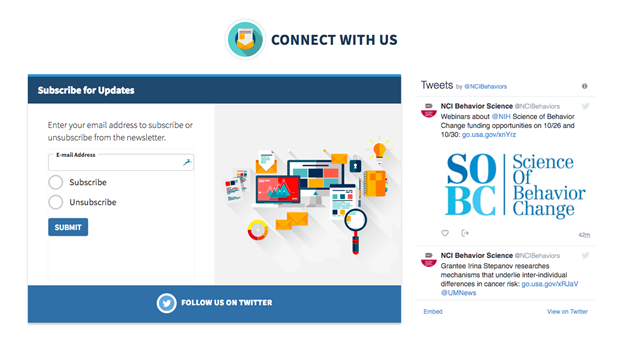 CONNECT WITH US
Subscribe for Updates
Enter your email address to subscribe or
unsubscribe from the newsletter.
E-mail Address
Subscribe
Unsubscribe
SUBMIT
FOLLOW US ON TWITTER
Tweets by @NCIBehaviors
NCI Behavior Science @NCIBehaviors
Webinars about @NIH Science of Behavior
Change funding opportunities on 10/26 and
10/30: go.usa.gov/xnYrz
SO
BC
Science
Of
Behavior
Change
42m
NCI Behavior Science @NCIBehaviors
Grantee Irina Stepanov researches
mechanisms that underlie inter-individual
differences in cancer risk: go.usa.gov/xRJaV
@UMNews
Embed
View on Twitter